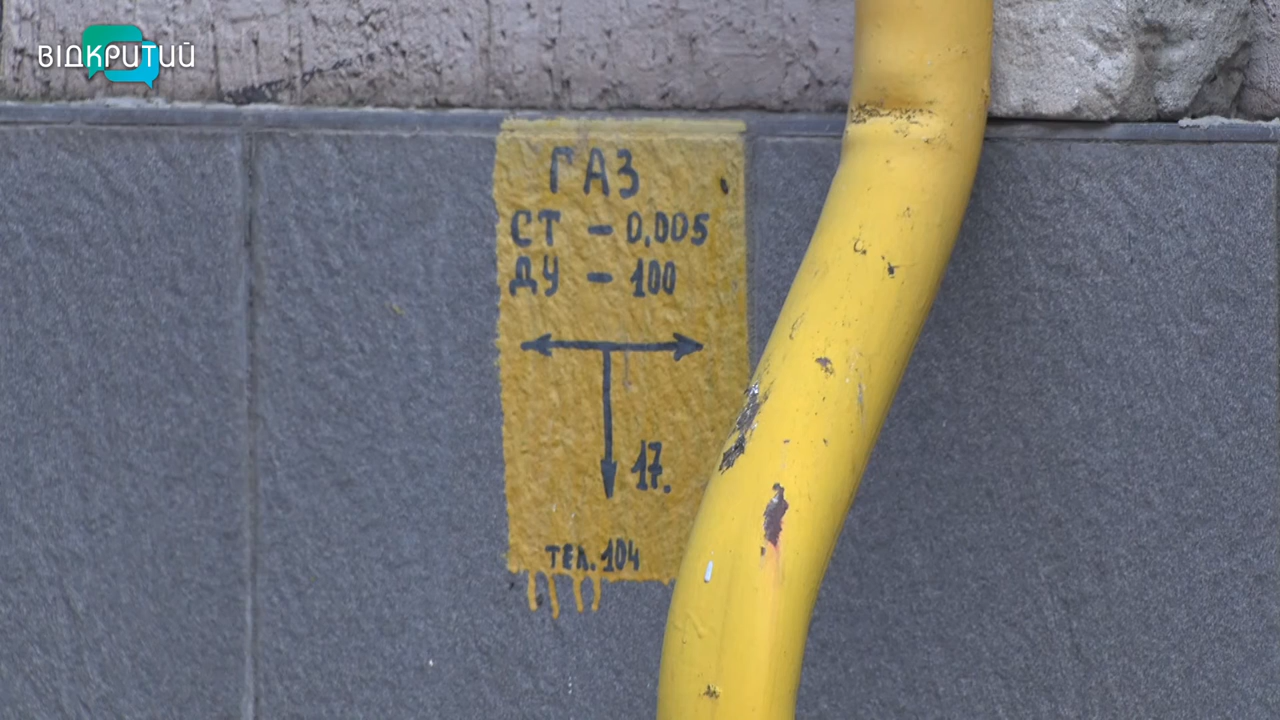 ВІДКРИТИЙ
ГАЗ
СТ - 0,005
ДУ - 100
17.
ТЕЛ. 104